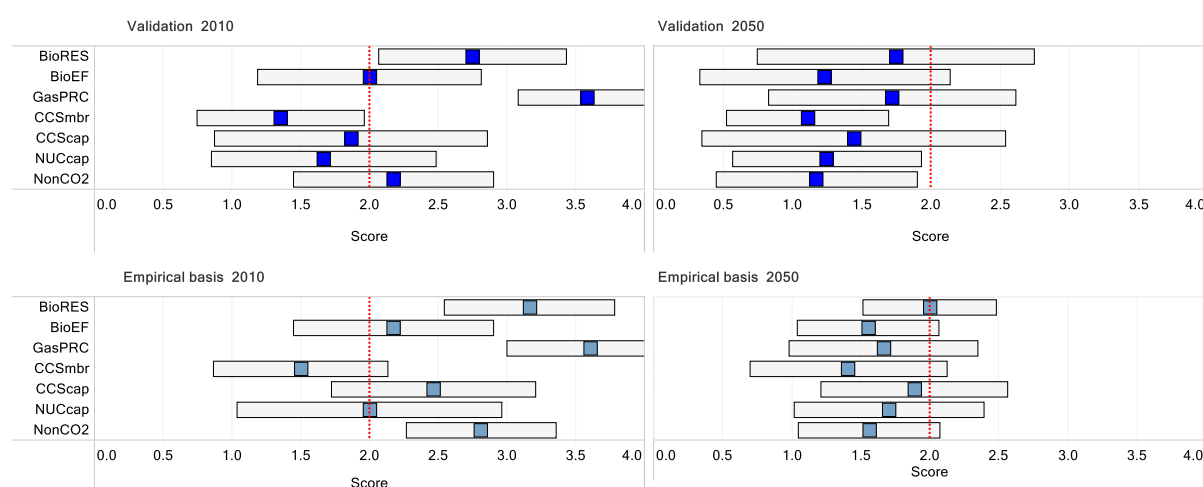 Validation 2010
Validation 2050
BioRES
BioEF
GasPRC
CCSmbr
CCScap
NUCcap
NonCO2
0.0 0.5 1.0 1.5 2.0 2.5 3.0 3.5 4.0
0.0 0.5 1.0 1.5 2.0 2.5 3.0 3.5 4.0
Score
Score
Empirical basis 2010
Empirical basis 2050
BioRES
BioEF
GasPRC
CCSmbr
CCScap
NUCcap
NonCO2
0.0 0.5 1.0 1.5 2.0 2.5 3.0 3.5 4.0
0.0 0.5 1.0 1.5 2.0 2.5 3.0 3.5 4.0
Score
Score